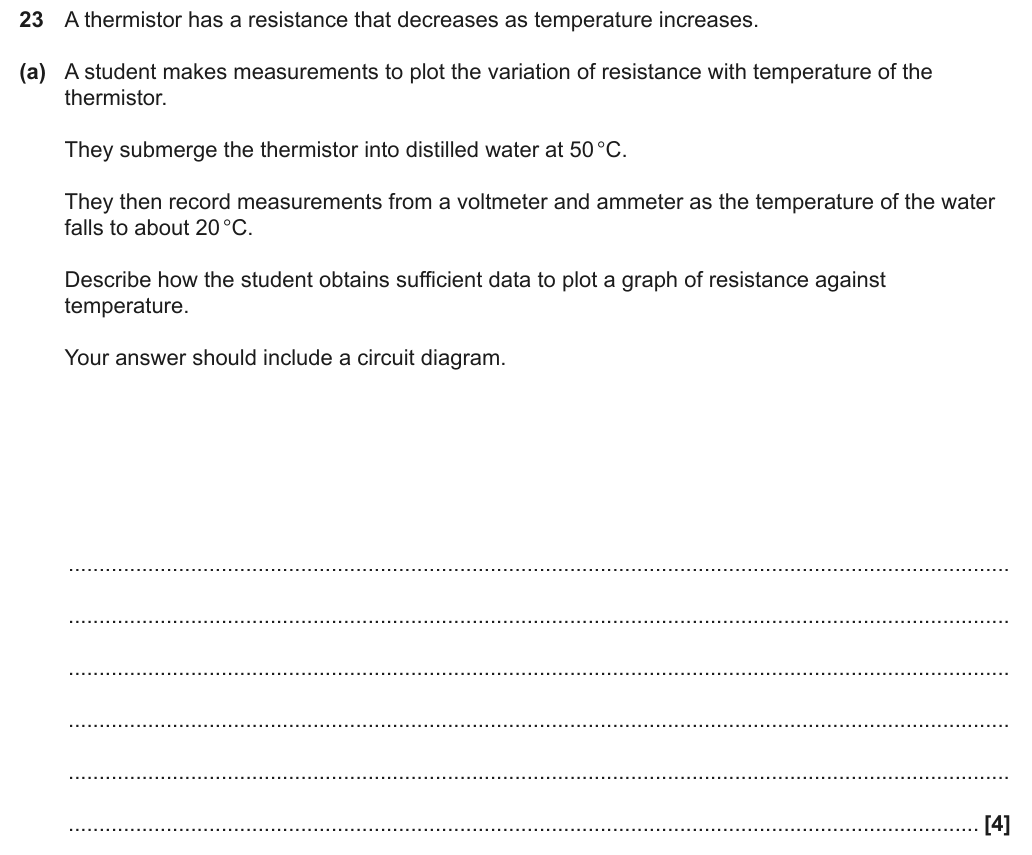 23 A thermistor has a resistance that decreases as temperature increases.
(a) A student makes measurements to plot the variation of resistance with temperature of the
thermistor.
They submerge the thermistor into distilled water at 50 °C.
They then record measurements from a voltmeter and ammeter as the temperature of the water
falls to about 20 °C.
Describe how the student obtains sufficient data to plot a graph of resistance against
temperature.
Your answer should include a circuit diagram.
[4]